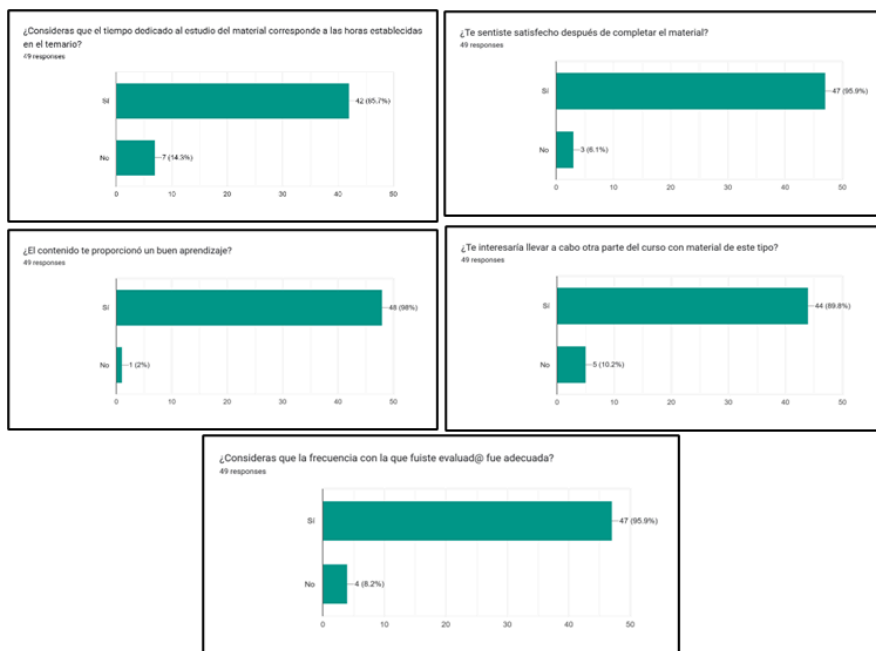 ¿Consideras que el tiempo dedicado al estudio del material corresponde a las horas establecidas
en el temario?
49 responses
Sí
42 (85.7%)
No
7 (14.3%)
0 10 20 30 40 50
¿Te sentiste satisfecho después de completar el material?
49 responses
Sí
47 (95.9%)
No
3 (6.1%)
0 10 20 30 40 50
¿El contenido te proporcionó un buen aprendizaje?
49 responses
Sí
48 (98%)
No
1 (2%)
0 10 20 30 40 50
¿Te interesaría llevar a cabo otra parte del curso con material de este tipo?
49 responses
Sí
44 (89.8%)
No
5 (10.2%)
0 10 20 30 40 50
¿Consideras que la frecuencia con la que fuiste evaluad@ fue adecuada?
49 responses
Sí
47 (95.9%)
No
4 (8.2%)
0 10 20 30 40 50